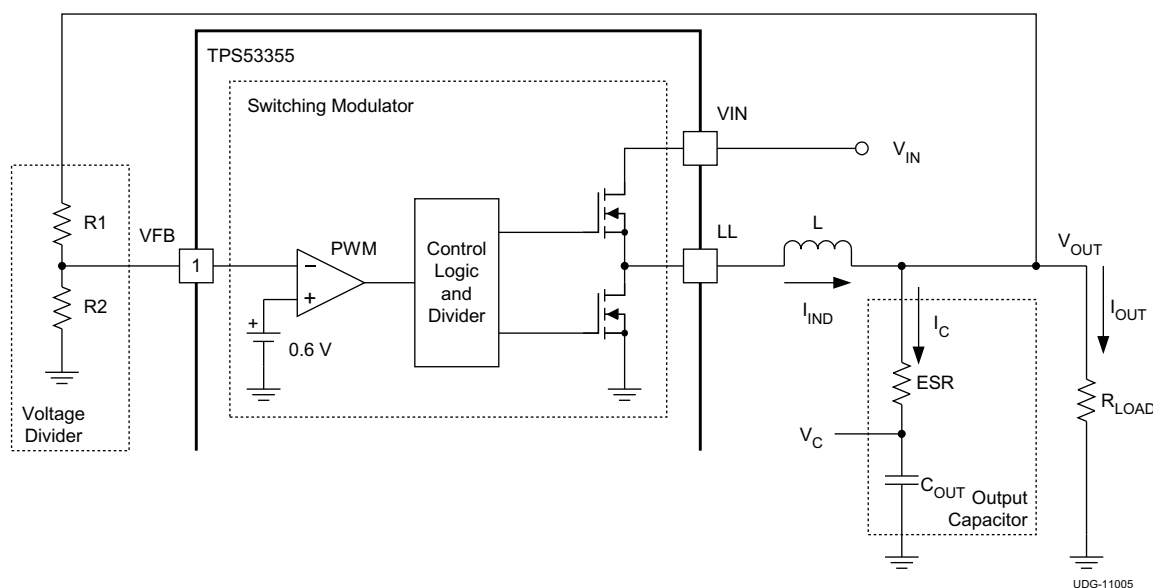 TPS53355
Switching Modulator
VIN
V_IN
R1
VFB
1
PWM
−
+
Control
Logic
and
Divider
LL
L
V_OUT
R2
+
0.6 V
I_IND
I_C
I_OUT
ESR
R_LOAD
Voltage
Divider
V_C
C_OUT
Output
Capacitor
UDG-11005